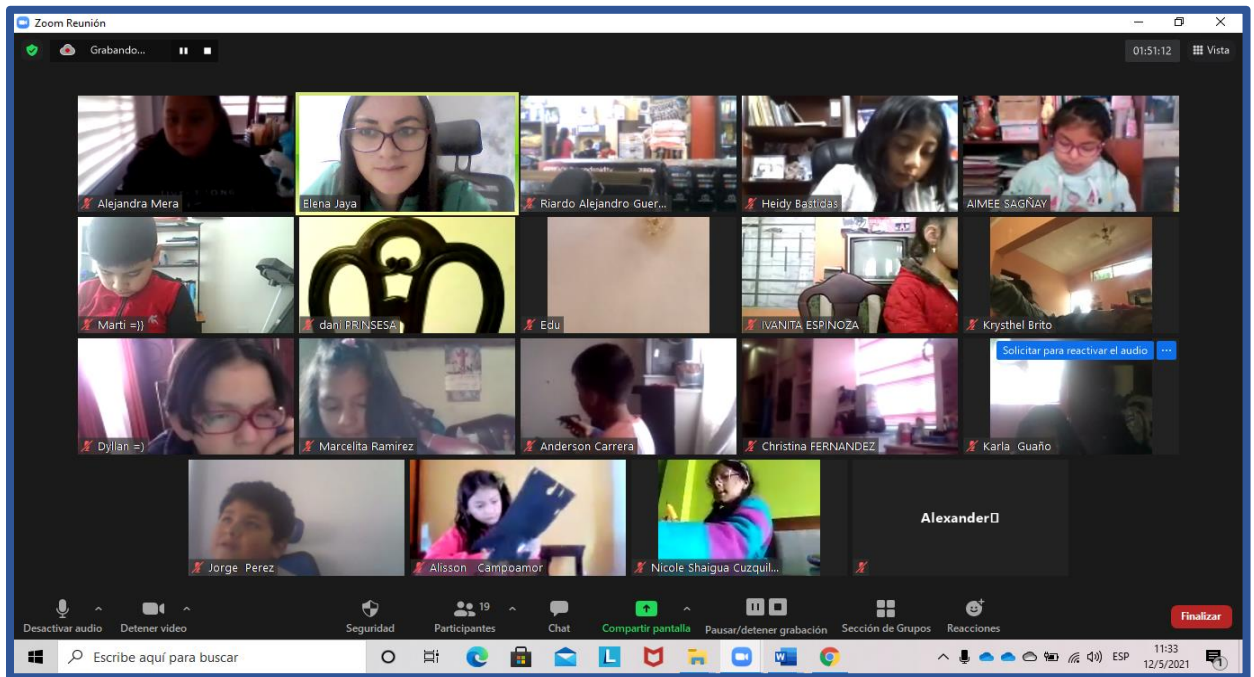 Zoom Reunión
Grabando...
01:51:12
Vista
Alejandra Mera
Elena Jaya
Riardo Alejandro Guer...
Heidy Bastidas
AIMEE SAGÑAY
Marti =))
dani PRINSESA
Edu
IVANITA ESPINOZA
Krysthel Brito
Solicitar para reactivar el audio
Dyllan =)
Marcelita Ramirez
Anderson Carrera
Christina FERNANDEZ
Karla Guaño
Alexander
Jorge Perez
Alisson Campoamor
Nicole Shaigua Cuzquil...
19
Desactivar audio
Detener video
Seguridad
Participantes
Chat
Compartir pantalla
Pausar/detener grabación
Sección de Grupos
Reacciones
Finalizar
Escribe aquí para buscar
ESP
11:33
12/5/2021